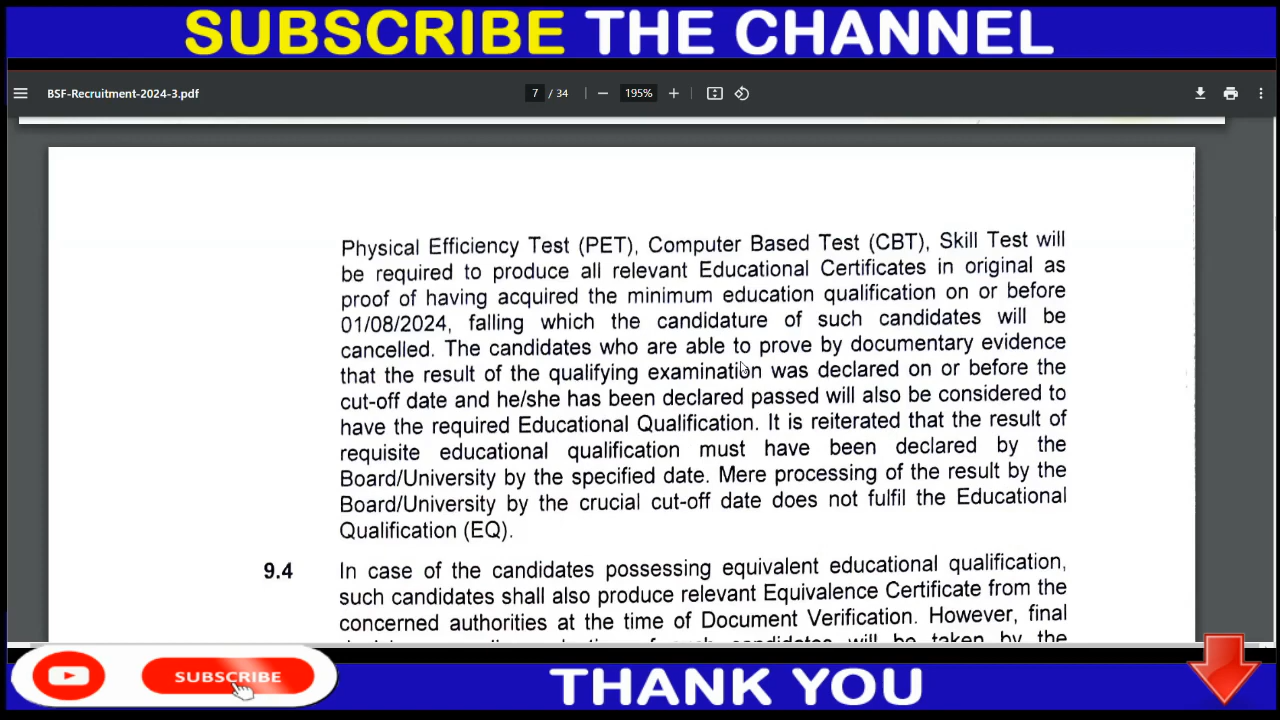 SUBSCRIBE THE CHANNEL
BSF-Recruitment-2024-3.pdf
7 / 34
195%
Physical Efficiency Test (PET), Computer Based Test (CBT), Skill Test will
be required to produce all relevant Educational Certificates in original as
proof of having acquired the minimum education qualification on or before
01/08/2024, falling which the candidature of such candidates will be
cancelled. The candidates who are able to prove by documentary evidence
that the result of the qualifying examination was declared on or before the
cut-off date and he/she has been declared passed will also be considered to
have the required Educational Qualification. It is reiterated that the result of
requisite educational qualification must have been declared by the
Board/University by the specified date. Mere processing of the result by the
Board/University by the crucial cut-off date does not fulfil the Educational
Qualification (EQ).
9.4 In case of the candidates possessing equivalent educational qualification,
such candidates shall also produce relevant Equivalence Certificate from the
concerned authorities at the time of Document Verification. However, final
of such candidates will be taken by the
SUBSCRIBE
THANK YOU